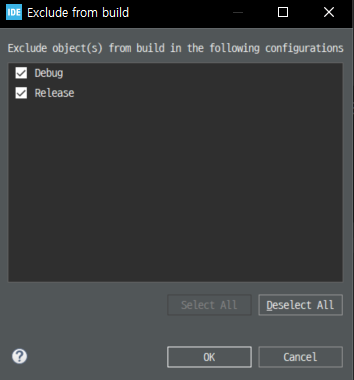 IDE Exclude from build
Exclude object(s) from build in the following configurations
Debug
Release
Select All Deselect All
? OK Cancel